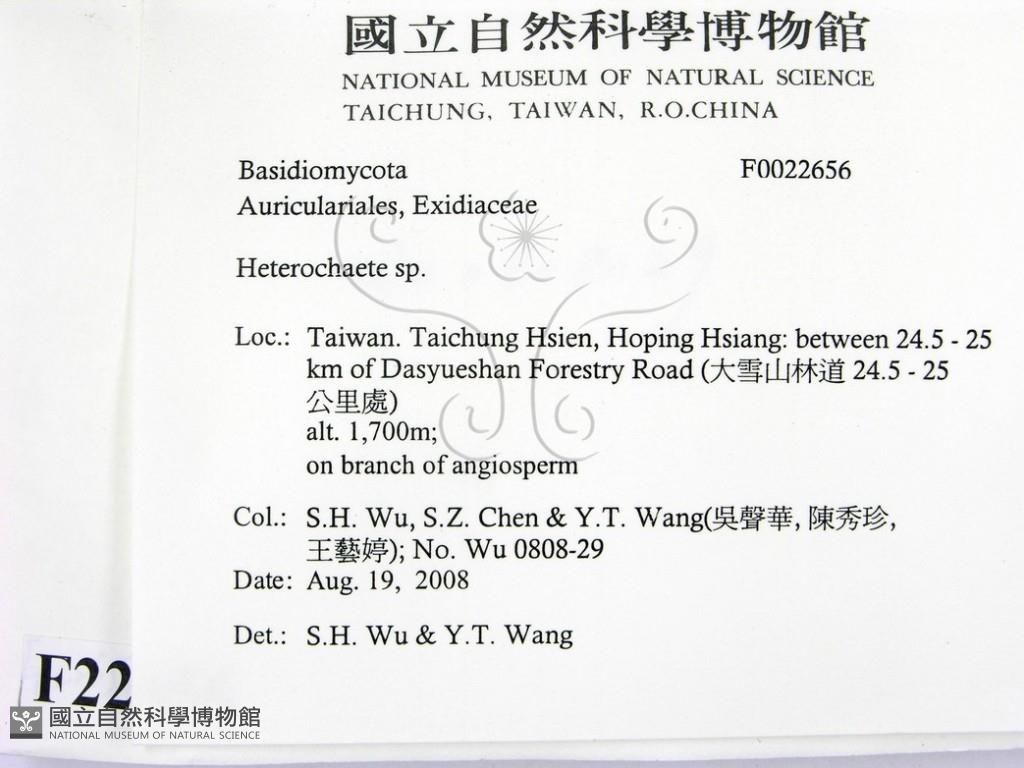 國立自然科學博物館
NATIONAL MUSEUM OF NATURAL SCIENCE
TAICHUNG, TAIWAN, R.O.CHINA
Basidiomycota F0022656
Auriculariales, Exidiaceae
Heterochaete sp.
Loc.: Taiwan. Taichung Hsien, Hoping Hsiang: between 24.5 - 25
km of Dasyueshan Forestry Road (大雪山林道 24.5 - 25
公里處)
alt. 1,700m;
on branch of angiosperm
Col.: S.H. Wu, S.Z. Chen & Y.T. Wang(吳聲華, 陳秀珍,
王藝婷); No. Wu 0808-29
Date: Aug. 19, 2008
Det.: S.H. Wu & Y.T. Wang
F22
國立自然科學博物館
NATIONAL MUSEUM OF NATURAL SCIENCE